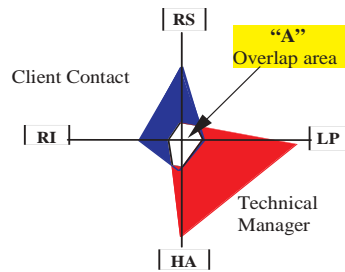 RS
“A”
Overlap area
Client Contact
RI
LP
Technical
Manager
HA